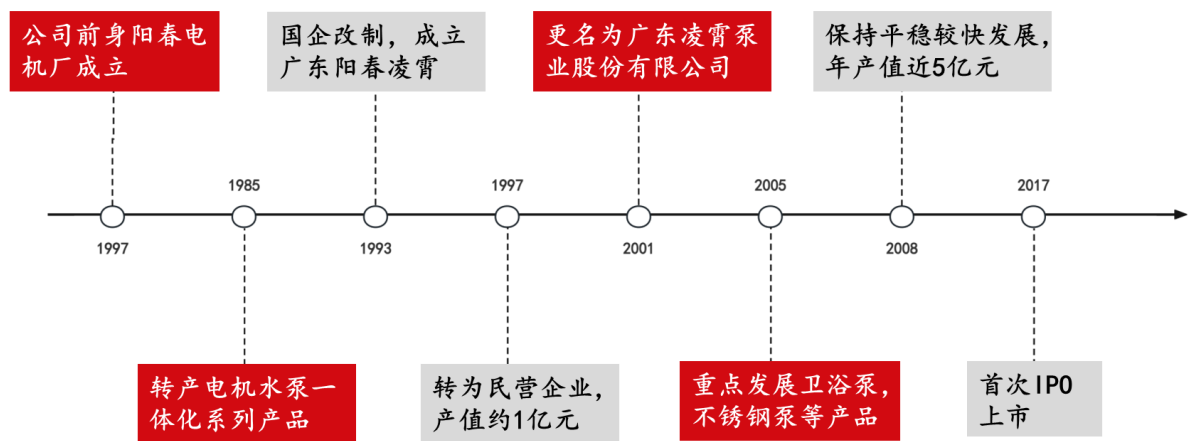 公司前身阳春电
机厂成立
国企改制，成立
广东阳春凌霄
更名为广东凌霄泵
业股份有限公司
保持平稳较快发展，
年产值近5亿元
1985
1997
2005
2017
1997
1993
2001
2008
转产电机水泵一
体化系列产品
转为民营企业，
产值约1亿元
重点发展卫浴泵，
不锈钢泵等产品
首次IPO
上市